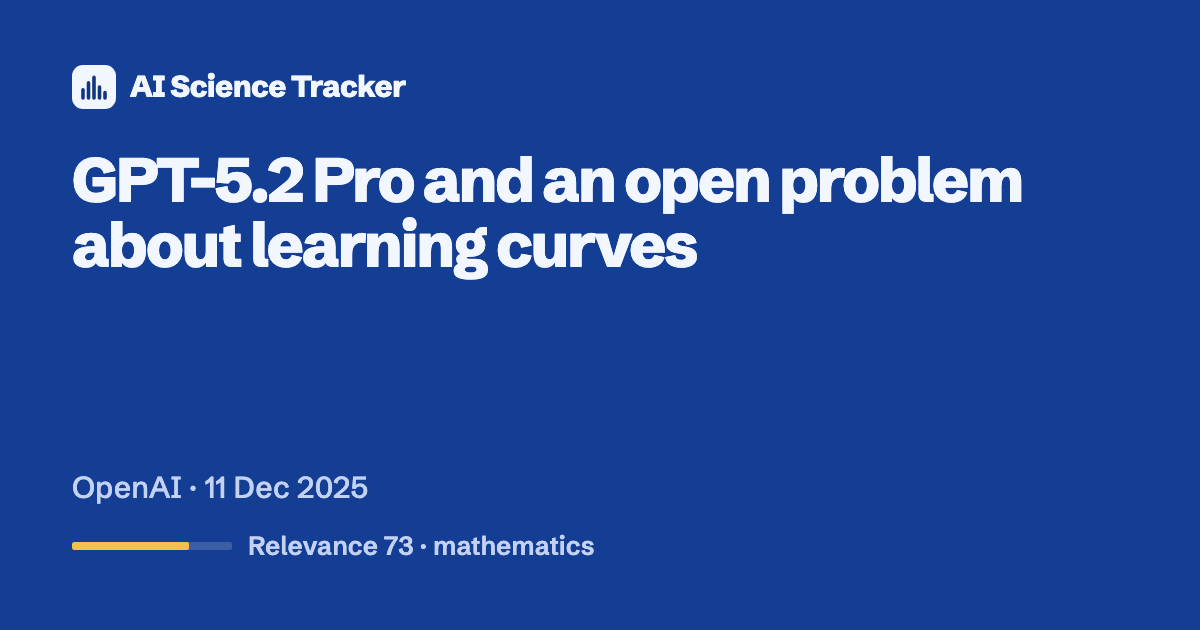 AI Science Tracker
GPT-5.2 Pro and an open problem
about learning curves
OpenAI · 11 Dec 2025
Relevance 73 · mathematics